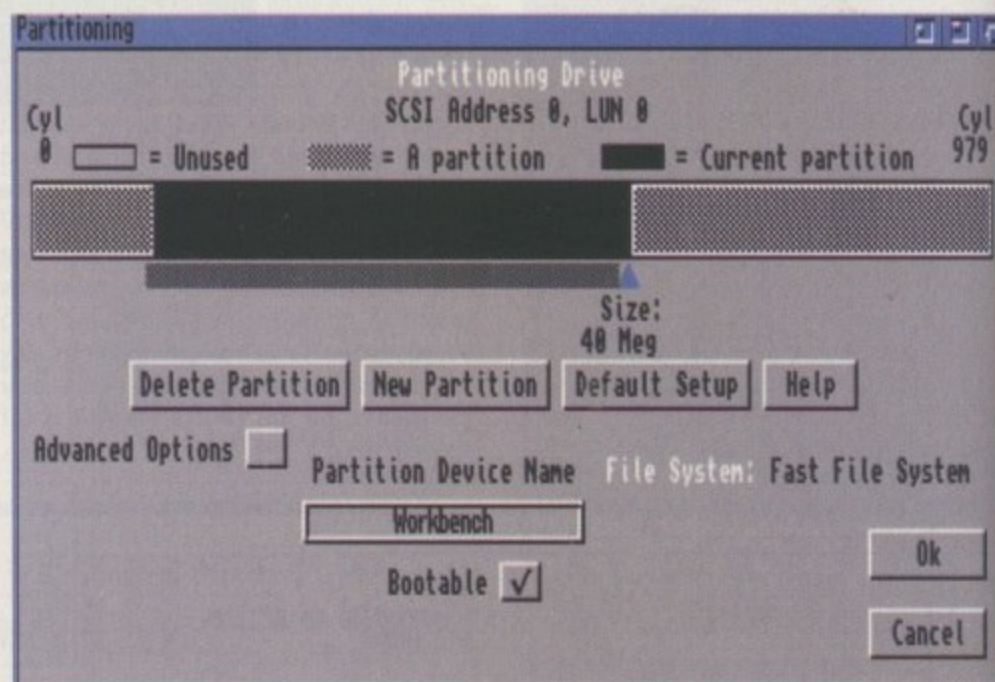 Partitioning
Partitioning Drive
SCSI Address 0, LUN 0
Cyl
0
Cyl
979
= Unused
= A partition
= Current partition
Size:
40 Meg
Delete Partition
New Partition
Default Setup
Help
Advanced Options
Partition Device Name
File System: Fast File System
Workbench
Bootable
Ok
Cancel